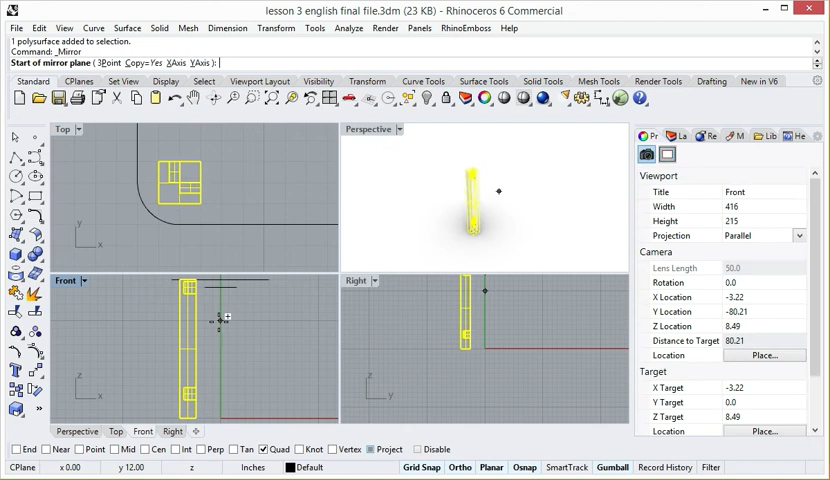 lesson 3 english final file.3dm (23 KB) - Rhinoceros 6 Commercial
File Edit View Curve Surface Solid Mesh Dimension Transform Tools Analyze Render Panels RhinoEmboss Help
1 polysurface added to selection.
Command: _Mirror
Start of mirror plane ( 3Point Copy=Yes XAxis YAxis ):
Standard CPlanes Set View Display Select Viewport Layout Visibility Transform Curve Tools Surface Tools Solid Tools Mesh Tools Render Tools Drafting New in V6
Top
Perspective
y
x
Front
Right
z
x
z
y
Perspective Top Front Right
Pr La Re M Lib He
Viewport
Title Front
Width 416
Height 215
Projection Parallel
Camera
Lens Length 50.0
Rotation 0.0
X Location -3.22
Y Location -80.21
Z Location 8.49
Distance to Target 80.21
Location Place...
Target
X Target -3.22
Y Target 0.0
Z Target 8.49
Location Place...
End Near Point Mid Cen Int Perp Tan Quad Knot Vertex Project Disable
CPlane x 0.00 y 12.00 z Inches Default Grid Snap Ortho Planar Osnap SmartTrack Gumball Record History Filter